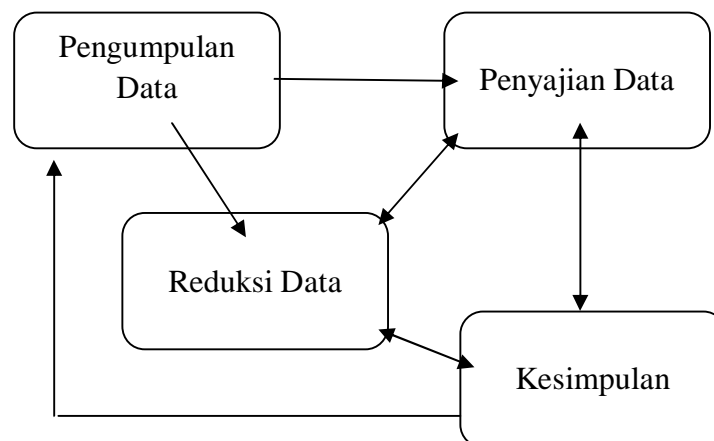 Pengumpulan
Data
Penyajian Data
Reduksi Data
Kesimpulan